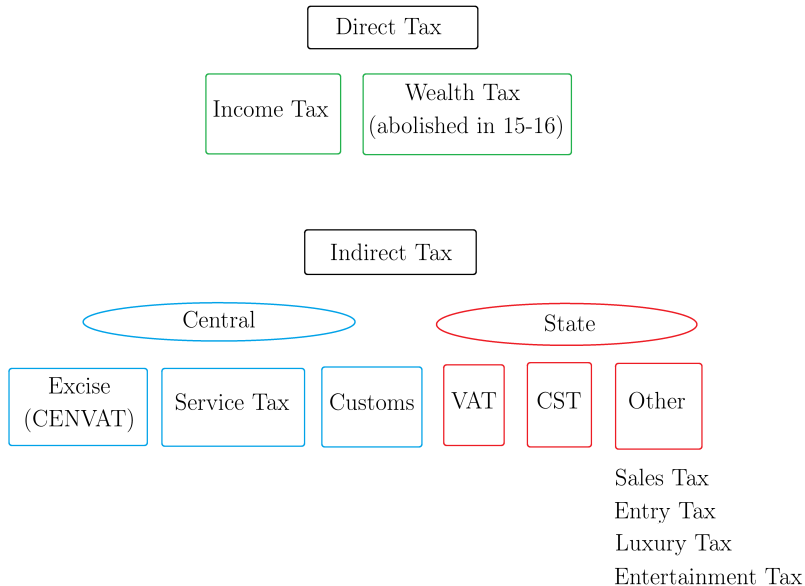 Direct Tax
Income Tax
Wealth Tax
(abolished in 15-16)
Indirect Tax
Central
State
Excise
(CENVAT)
Service Tax
Customs
VAT
CST
Other
Sales Tax
Entry Tax
Luxury Tax
Entertainment Tax